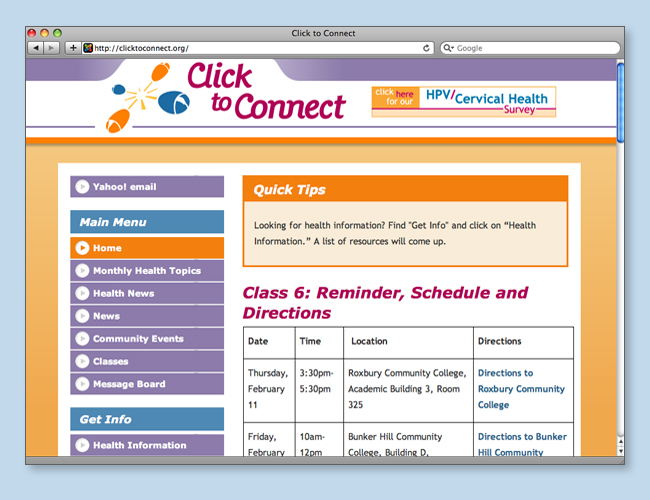 Click to Connect
http://clicktoconnect.org/
Google
Click
to Connect
click here
for our
HPV/Cervical Health
Survey
Yahoo! email
Main Menu
Home
Monthly Health Topics
Health News
News
Community Events
Classes
Message Board
Get Info
Health Information
Quick Tips
Looking for health information? Find "Get Info" and click on “Health
Information.” A list of resources will come up.
Class 6: Reminder, Schedule and
Directions
Date Time Location Directions
Thursday, 3:30pm- Roxbury Community College, Directions to
February 5:30pm Academic Building 3, Room Roxbury Community
11 325 College
Friday, 10am- Bunker Hill Community Directions to Bunker
February 12pm College, Building D, Hill Community